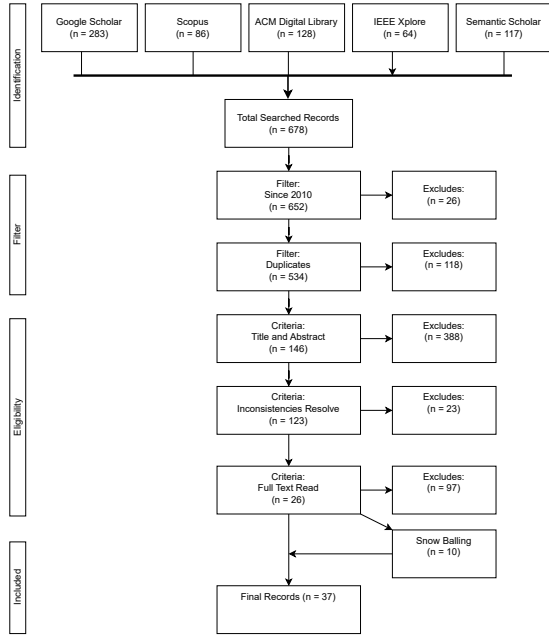 Google Scholar
(n = 283)
Scopus
(n = 86)
ACM Digital Library
(n = 128)
IEEE Xplore
(n = 64)
Semantic Scholar
(n = 117)
Identification
Total Searched Records
(n = 678)
Filter
Filter:
Since 2010
(n = 652)
Excludes:
(n = 26)
Filter:
Duplicates
(n = 534)
Excludes:
(n = 118)
Eligibility
Criteria:
Title and Abstract
(n = 146)
Excludes:
(n = 388)
Criteria:
Inconsistencies Resolve
(n = 123)
Excludes:
(n = 23)
Criteria:
Full Text Read
(n = 26)
Excludes:
(n = 97)
Snow Balling
(n = 10)
Included
Final Records (n = 37)